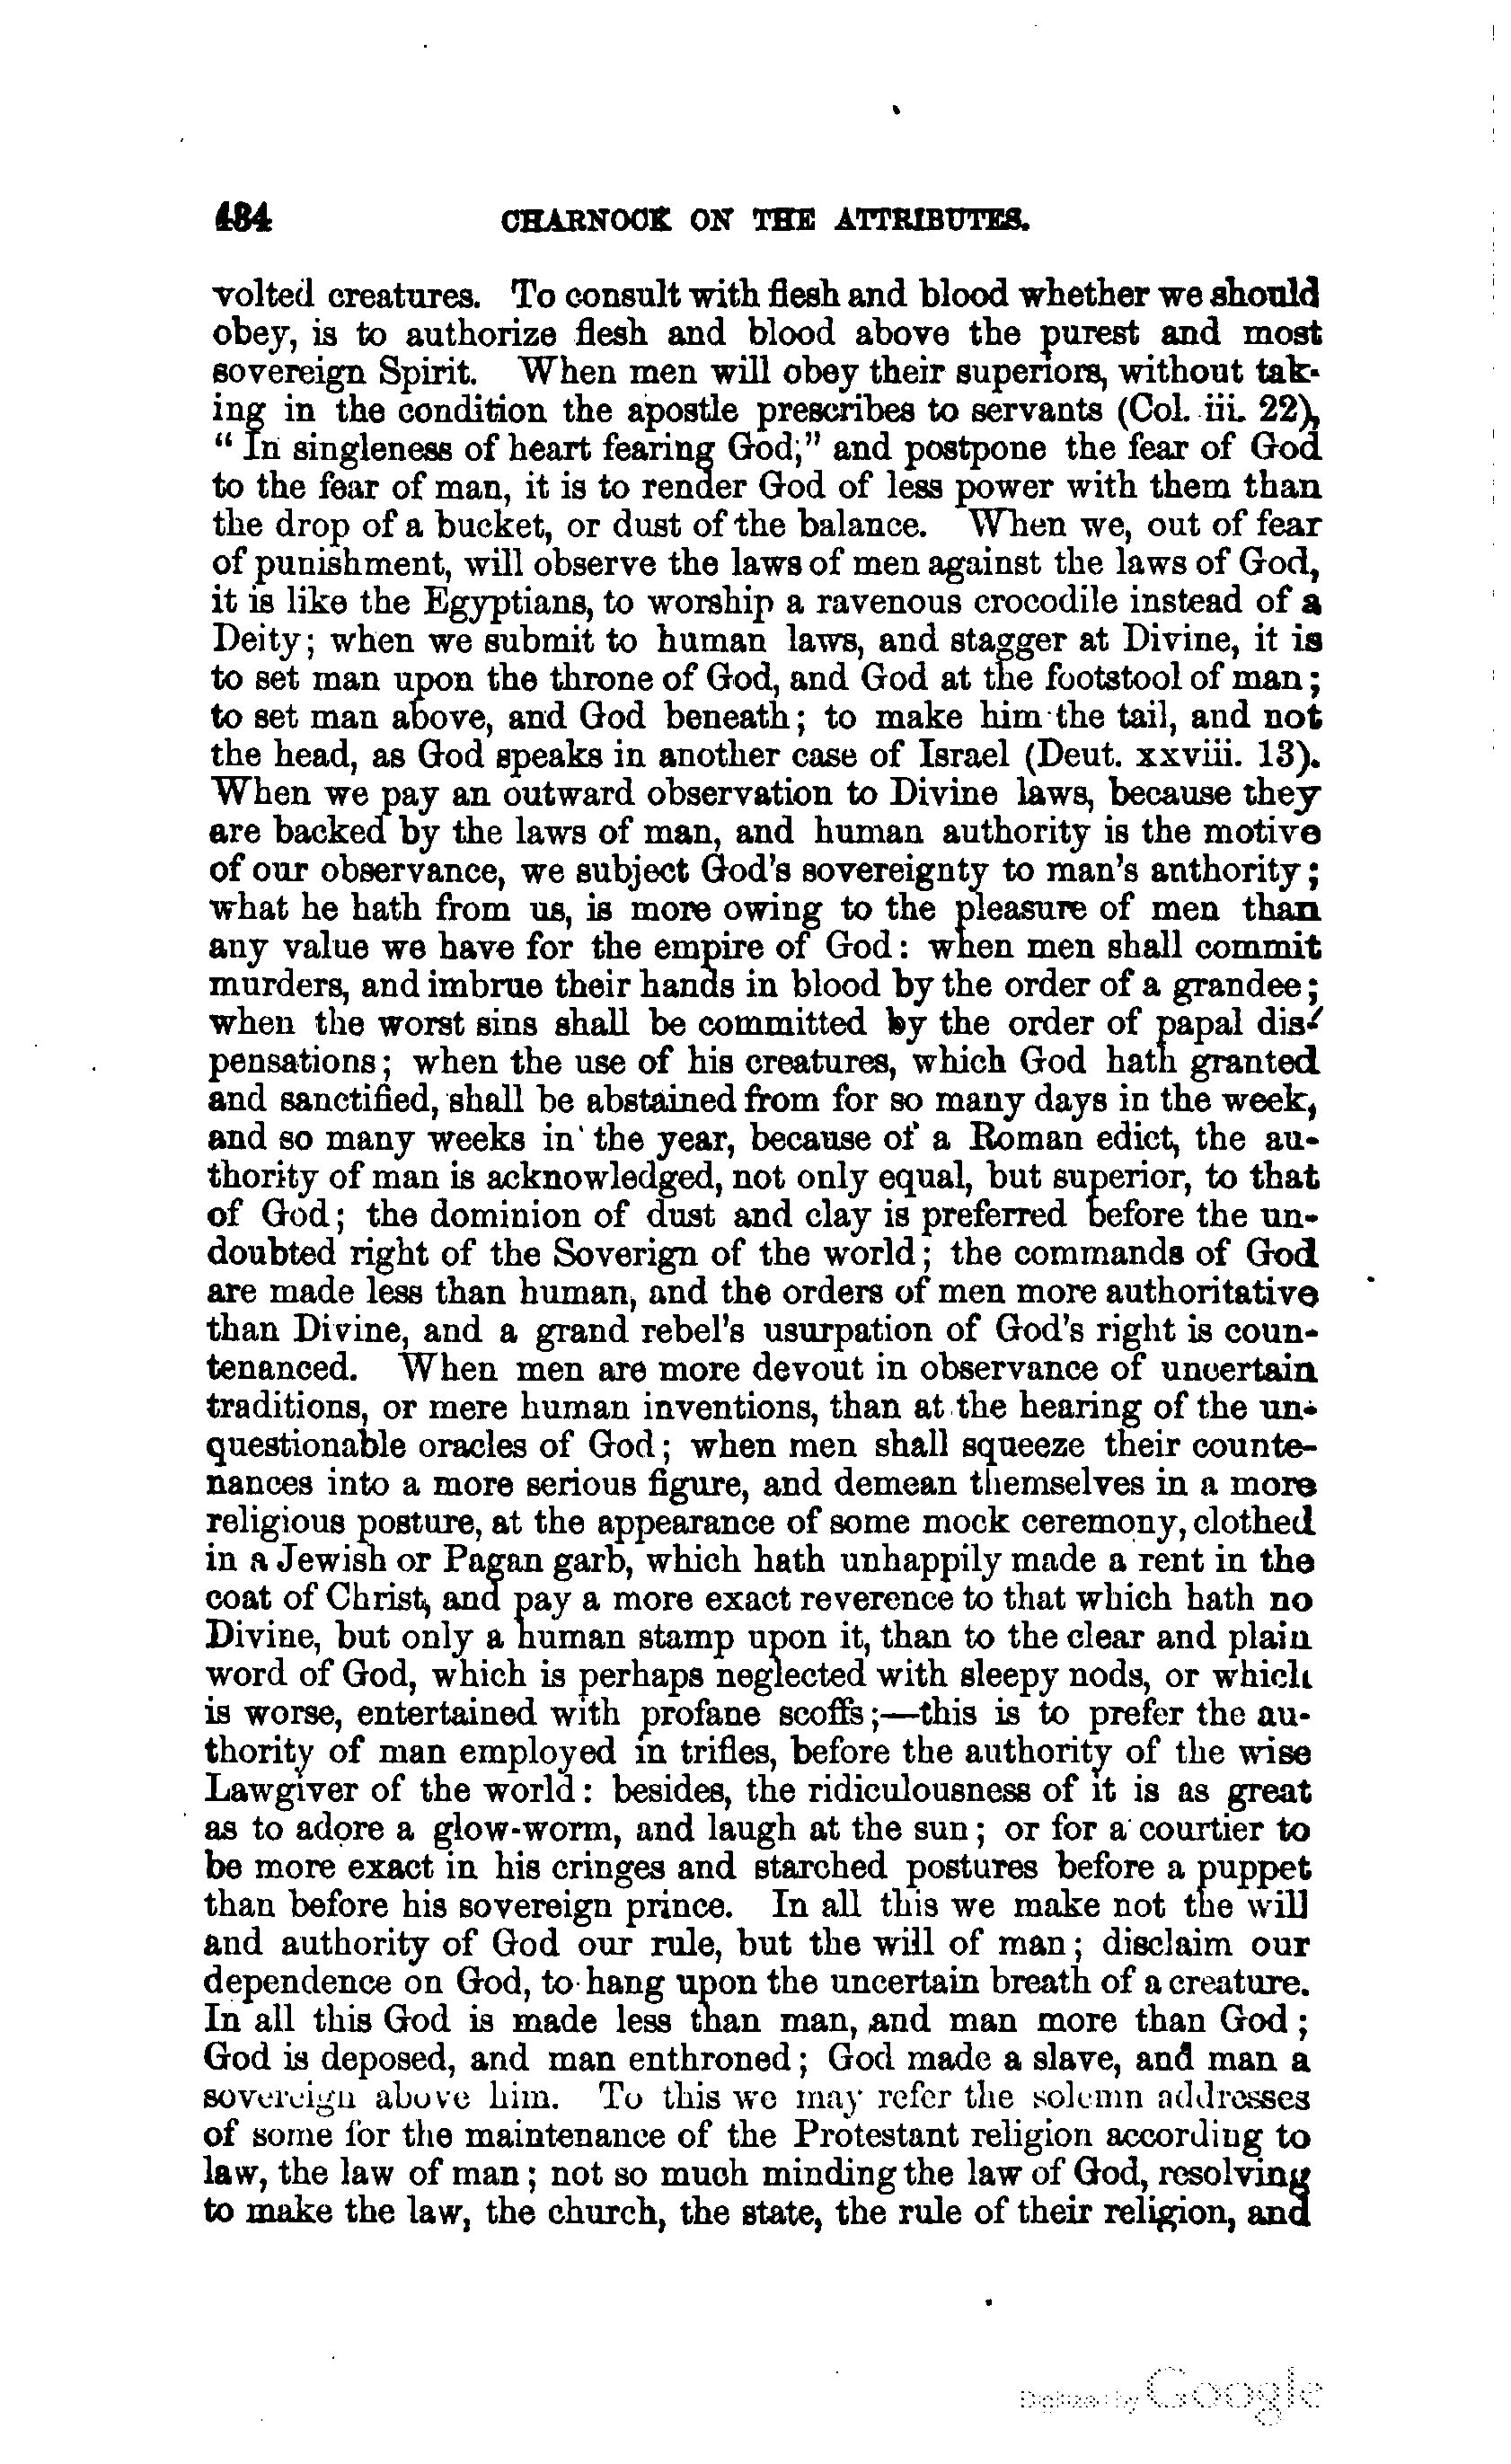 484 CHARNOCK ON THE ATTRIBUTES.
volted creatures. To consult with flesh and blood whether we should
obey, is to authorize flesh and blood above the purest and most
sovereign Spirit. When men will obey their superiors, without tak-
ing in the condition the apostle prescribes to servants (Col. iii. 22),
“ In singleness of heart fearing God;” and postpone the fear of God
to the fear of man, it is to render God of less power with them than
the drop of a bucket, or dust of the balance. When we, out of fear
of punishment, will observe the laws of men against the laws of God,
it is like the Egyptians, to worship a ravenous crocodile instead of a
Deity; when we submit to human laws, and stagger at Divine, it is
to set man upon the throne of God, and God at the footstool of man;
to set man above, and God beneath; to make him the tail, and not
the head, as God speaks in another case of Israel (Deut. xxviii. 13).
When we pay an outward observation to Divine laws, because they
are backed by the laws of man, and human authority is the motive
of our observance, we subject God's sovereignty to man's anthority;
what he hath from us, is more owing to the pleasure of men than
any value we have for the empire of God: when men shall commit
murders, and imbrue their hands in blood by the order of a grandee;
when the worst sins shall be committed by the order of papal dis-
pensations; when the use of his creatures, which God hath granted
and sanctified, shall be abstained from for so many days in the week,
and so many weeks in the year, because of a Roman edict, the au-
thority of man is acknowledged, not only equal, but superior, to that
of God; the dominion of dust and clay is preferred before the un-
doubted right of the Soverign of the world; the commands of God
are made less than human, and the orders of men more authoritative
than Divine, and a grand rebel's usurpation of God's right is coun-
tenanced. When men are more devout in observance of uncertain
traditions, or mere human inventions, than at the hearing of the un-
questionable oracles of God; when men shall squeeze their counte-
nances into a more serious figure, and demean themselves in a more
religious posture, at the appearance of some mock ceremony, clothed
in a Jewish or Pagan garb, which hath unhappily made a rent in the
coat of Christ, and pay a more exact reverence to that which hath no
Divine, but only a human stamp upon it, than to the clear and plain
word of God, which is perhaps neglected with sleepy nods, or which
is worse, entertained with profane scoffs;—this is to prefer the au-
thority of man employed in trifles, before the authority of the wise
Lawgiver of the world: besides, the ridiculousness of it is as great
as to adore a glow-worm, and laugh at the sun; or for a courtier to
be more exact in his cringes and starched postures before a puppet
than before his sovereign prince. In all this we make not the will
and authority of God our rule, but the will of man; disclaim our
dependence on God, to hang upon the uncertain breath of a creature.
In all this God is made less than man, and man more than God;
God is deposed, and man enthroned; God made a slave, and man a
sovereign above him. To this we may refer the solemn addresses
of some for the maintenance of the Protestant religion according to
law, the law of man; not so much minding the law of God, resolving
to make the law, the church, the state, the rule of their religion, and
Digitized by Google